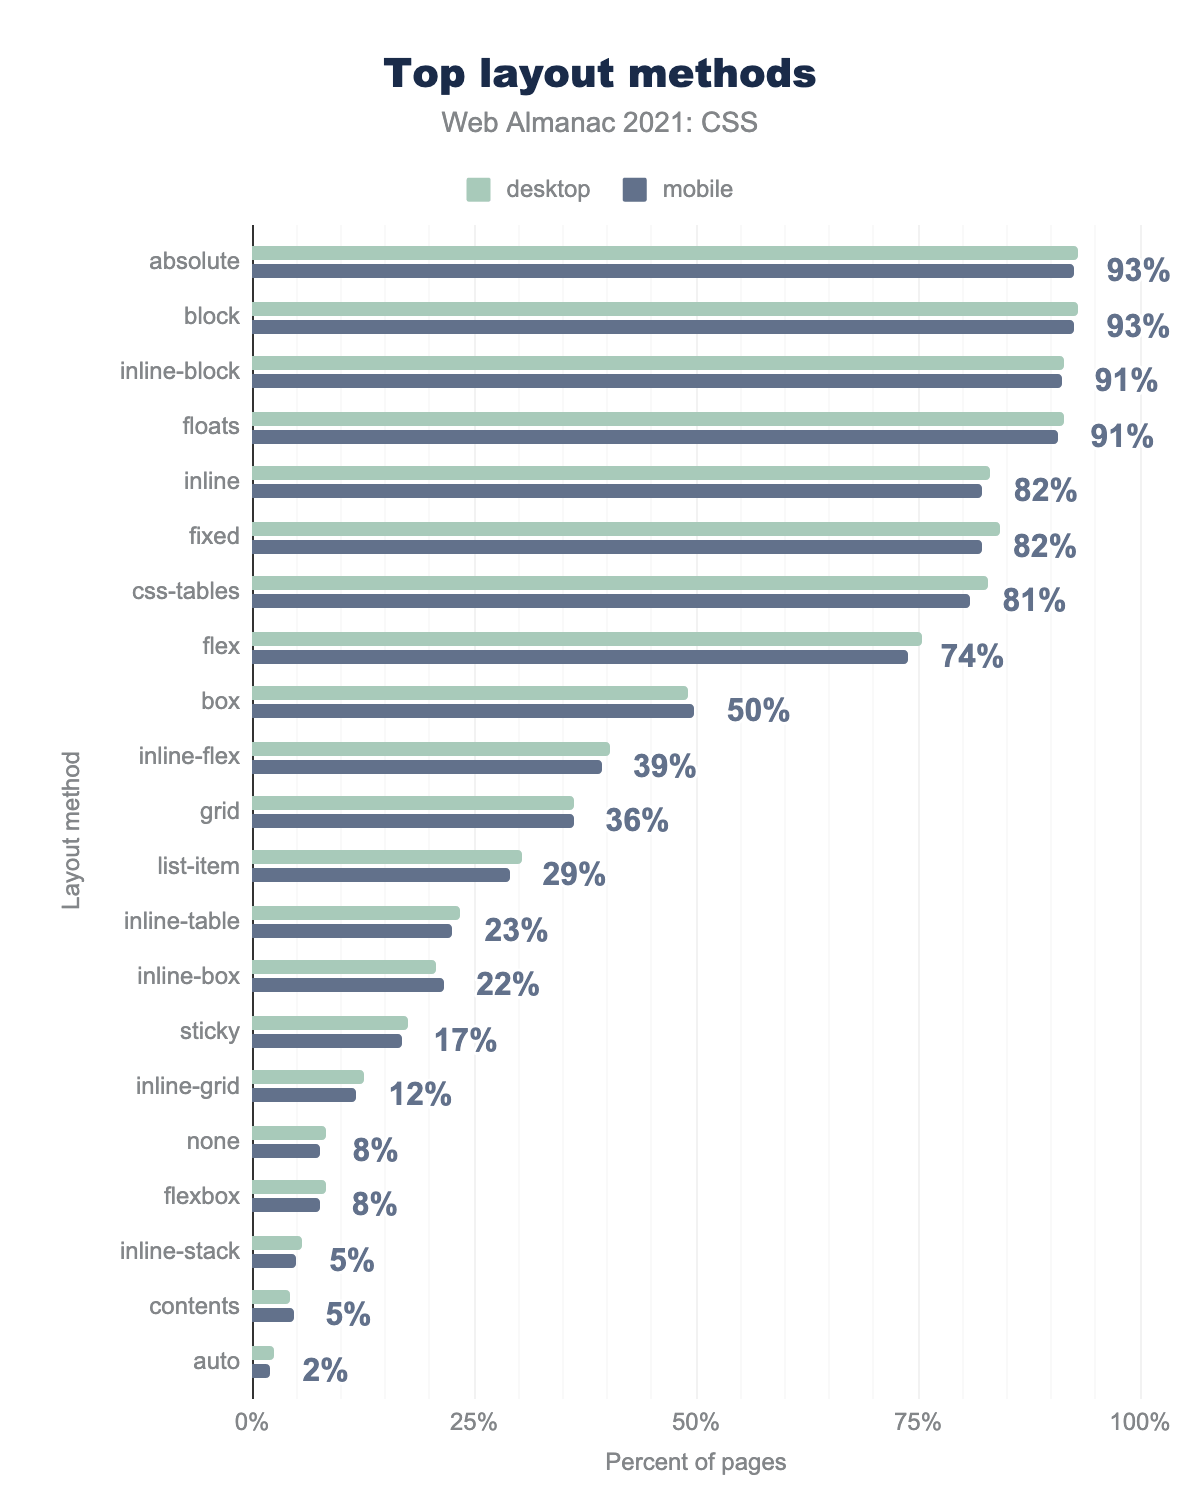 Top layout methods
Web Almanac 2021: CSS
desktop mobile
absolute 93%
block 93%
inline-block 91%
floats 91%
inline 82%
fixed 82%
css-tables 81%
flex 74%
box 50%
inline-flex 39%
grid 36%
list-item 29%
inline-table 23%
inline-box 22%
sticky 17%
inline-grid 12%
none 8%
flexbox 8%
inline-stack 5%
contents 5%
auto 2%
Layout method
0% 25% 50% 75% 100%
Percent of pages